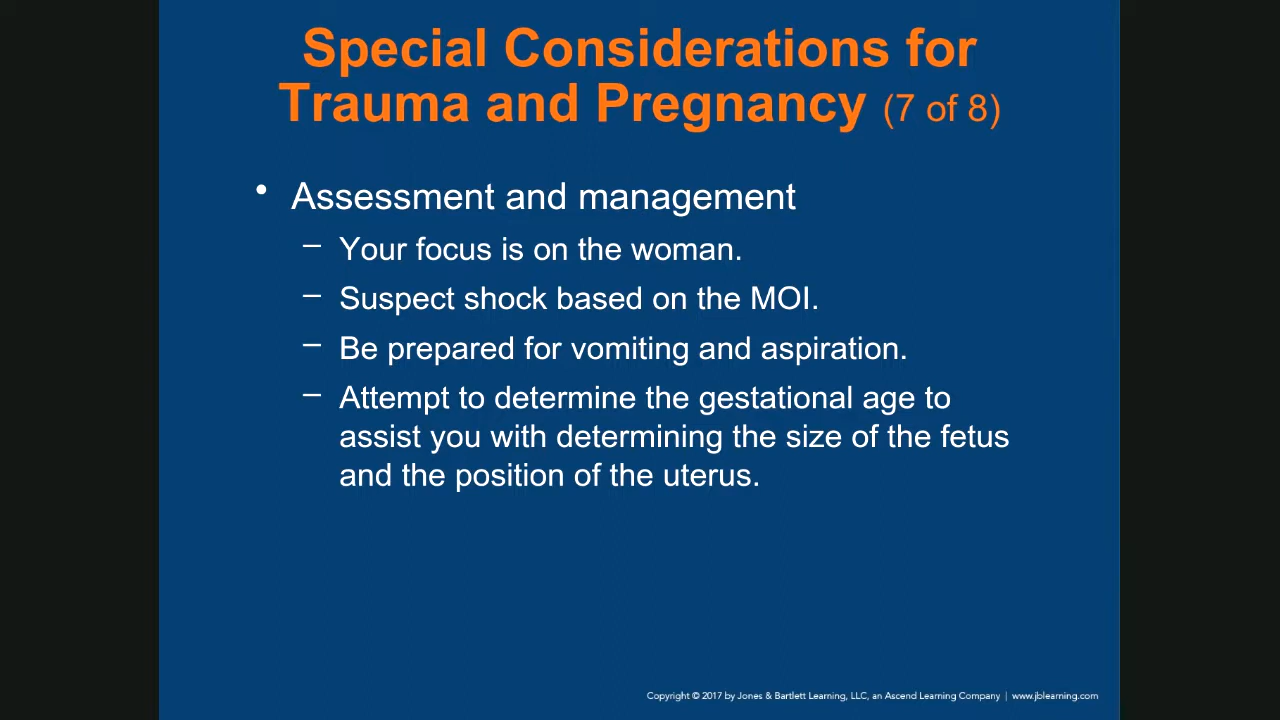 Special Considerations for
Trauma and Pregnancy (7 of 8)
• Assessment and management
– Your focus is on the woman.
– Suspect shock based on the MOI.
– Be prepared for vomiting and aspiration.
– Attempt to determine the gestational age to
assist you with determining the size of the fetus
and the position of the uterus.
Copyright © 2017 by Jones & Bartlett Learning, LLC, an Ascend Learning Company | www.jblearning.com